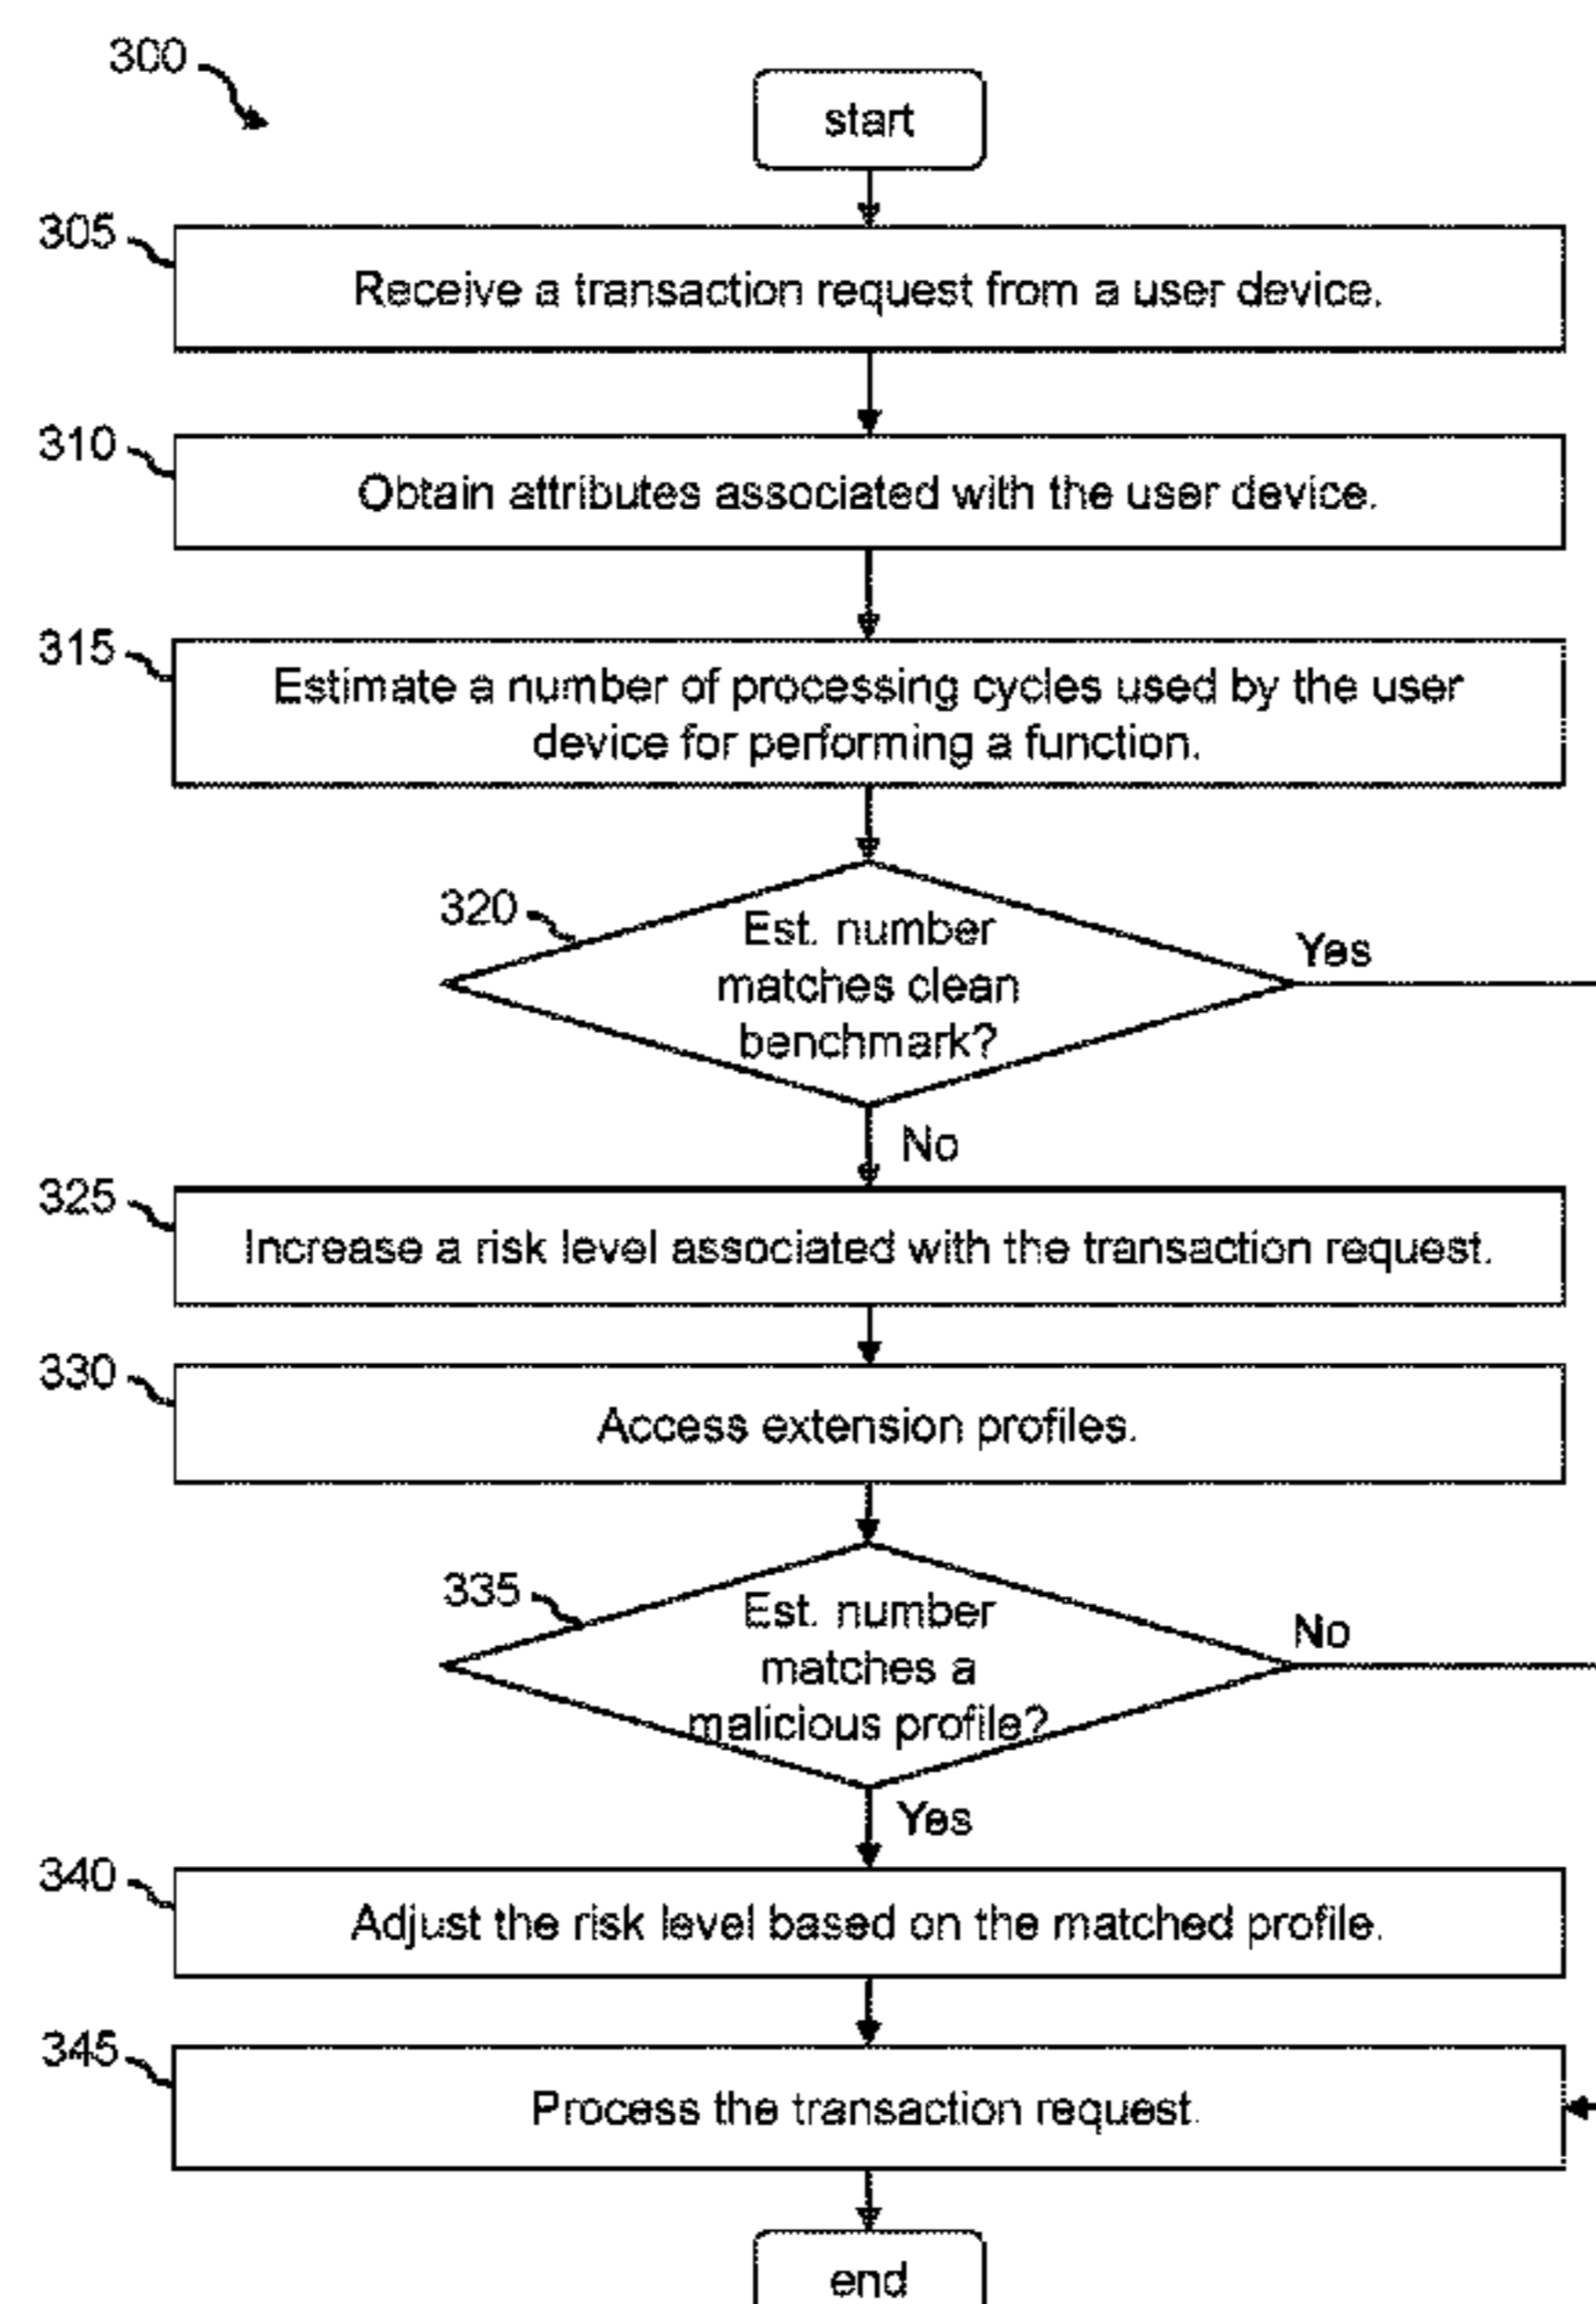 300
start
305
Receive a transaction request from a user device.
310
Obtain attributes associated with the user device.
315
Estimate a number of processing cycles used by the user
device for performing a function.
320
Est. number
matches clean
benchmark?
Yes
No
325
Increase a risk level associated with the transaction request.
330
Access extension profiles.
335
Est. number
matches a
malicious profile?
No
Yes
340
Adjust the risk level based on the matched profile.
345
Process the transaction request.
end